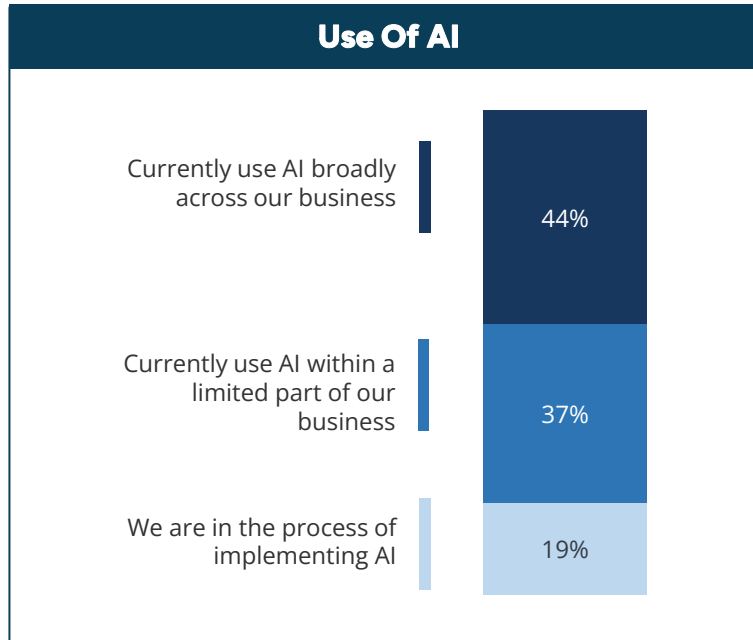 Use Of AI
Currently use AI broadly
across our business
44%
Currently use AI within a
limited part of our
business
37%
We are in the process of
implementing AI
19%